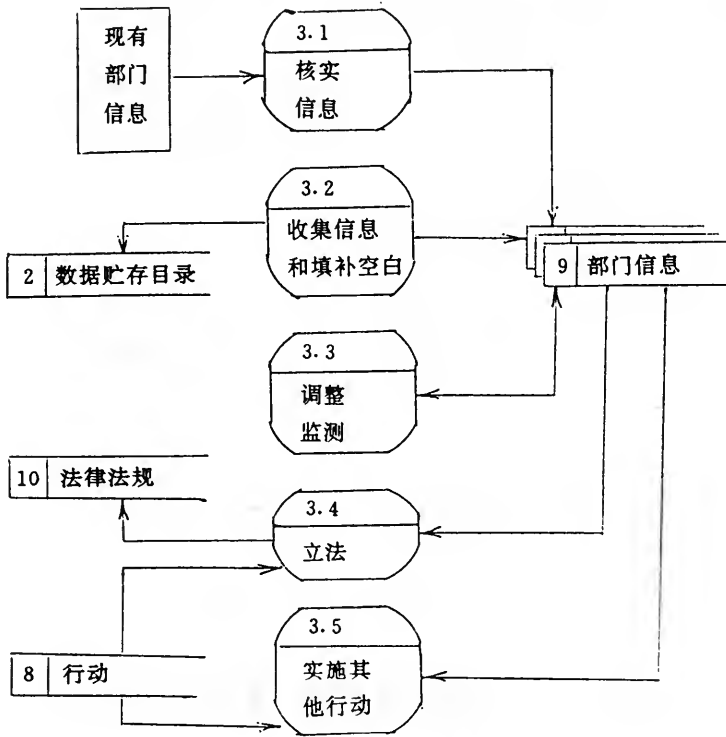 现有
部门
信息
3.1
核实
信息
3.2
收集信息
和填补空白
2 数据贮存目录
9 部门信息
3.3
调整
监测
10 法律法规
3.4
立法
8 行动
3.5
实施其
他行动